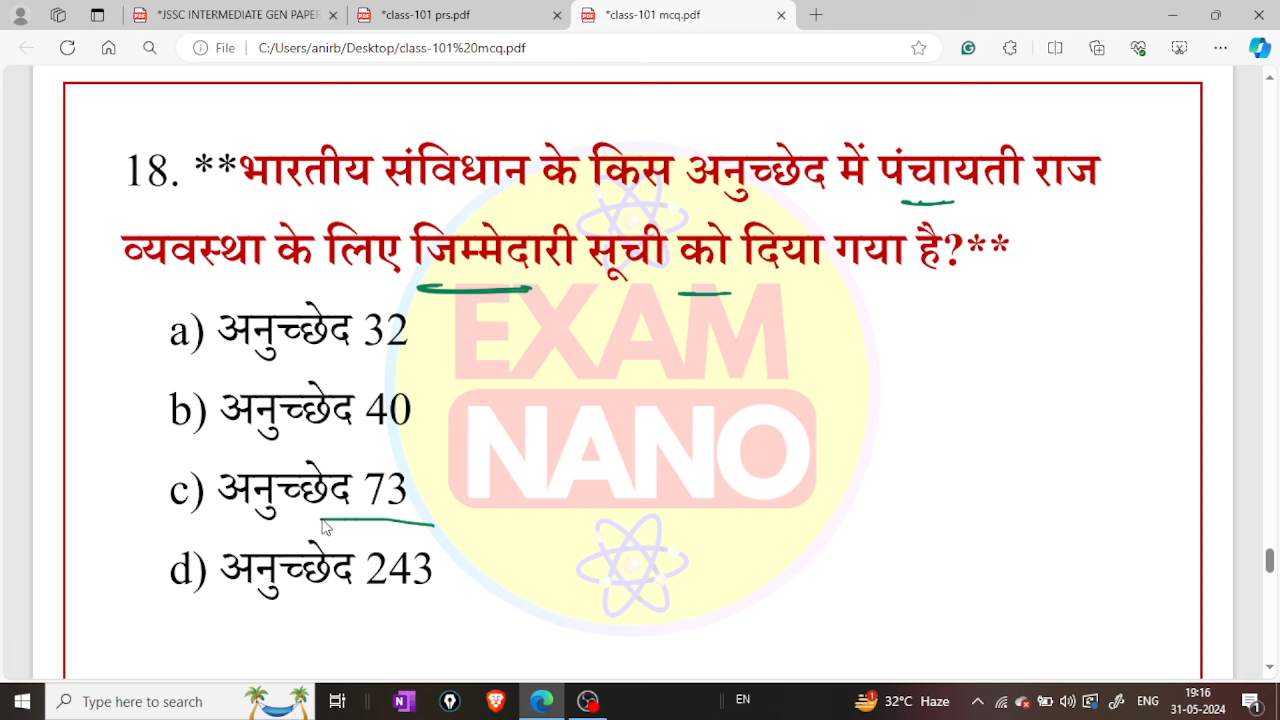 *JSSC INTERMEDIATE GEN PAPER
*class-101 prs.pdf
*class-101 mcq.pdf
File
C:/Users/anirb/Desktop/class-101%20mcq.pdf
18. **भारतीय संविधान के किस अनुच्छेद में पंचायती राज
व्यवस्था के लिए जिम्मेदारी सूची को दिया गया है?**
a) अनुच्छेद 32
b) अनुच्छेद 40
c) अनुच्छेद 73
d) अनुच्छेद 243
EXAM
NANO
Type here to search
EN
32°C Haze
ENG
19:16
31-05-2024